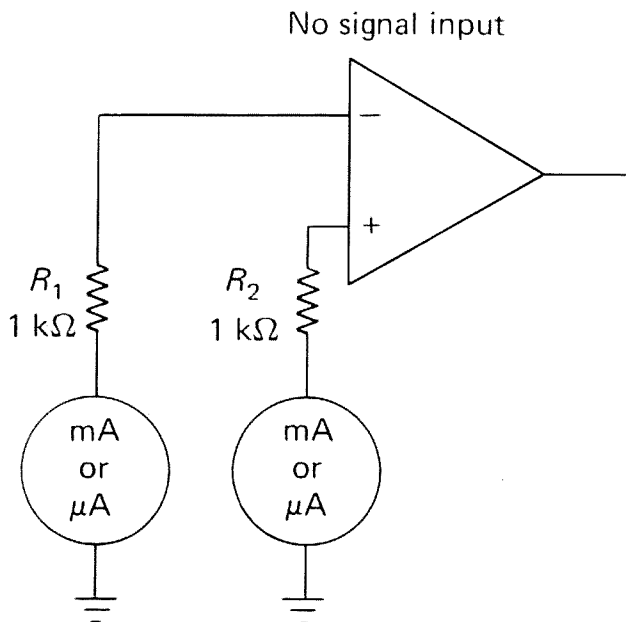 No signal input
−
+
R₁
1 kΩ
R₂
1 kΩ
mA
or
μA
mA
or
μA